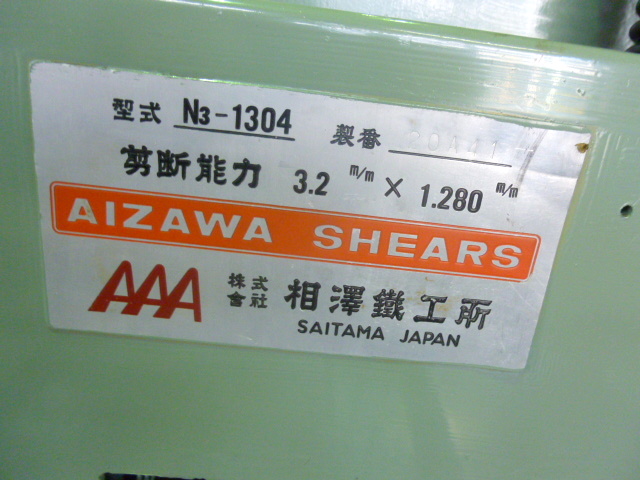 型式 N3-1304 製番
剪断能力 3.2 m/m × 1.280 m/m
AIZAWA SHEARS
AAA 株式會社 相澤鐵工所
SAITAMA JAPAN